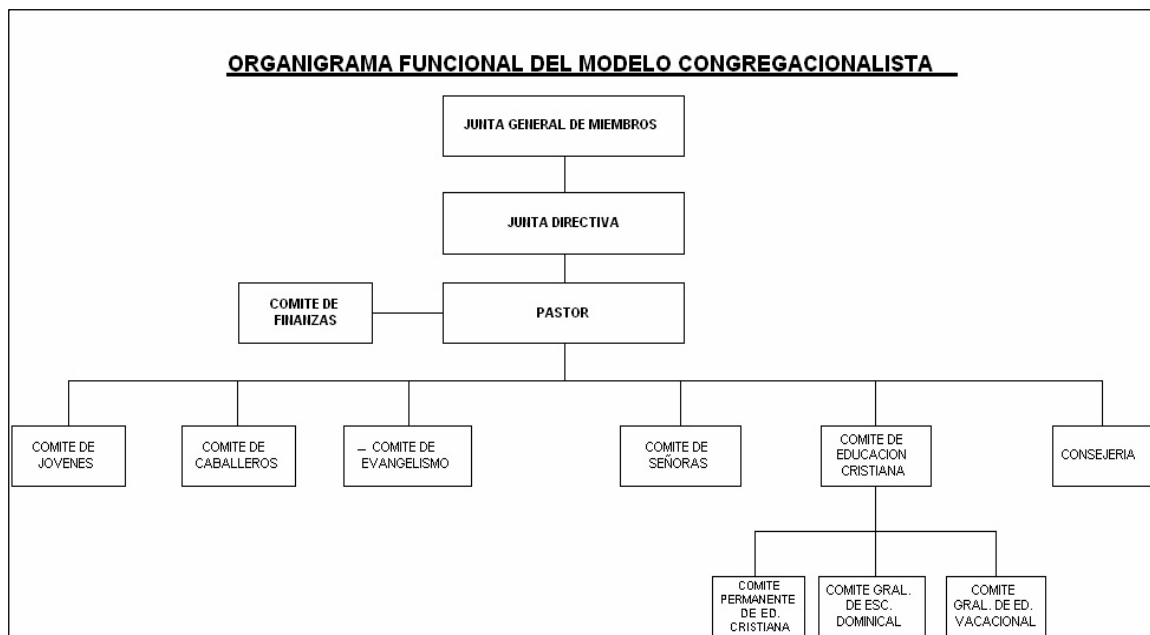 ORGANIGRAMA FUNCIONAL DEL MODELO CONGREGACIONALISTA
JUNTA GENERAL DE MIEMBROS
JUNTA DIRECTIVA
COMITE DE
FINANZAS
PASTOR
COMITE DE
JOVENES
COMITE DE
CABALLEROS
– COMITE DE
EVANGELISMO
COMITE DE
SEÑORAS
COMITE DE
EDUCACION
CRISTIANA
CONSEJERIA
COMITE
PERMANENTE
DE ED.
CRISTIANA
COMITE GRAL.
DE ESC.
DOMINICAL
COMITE
GRAL. DE ED.
VACACIONAL